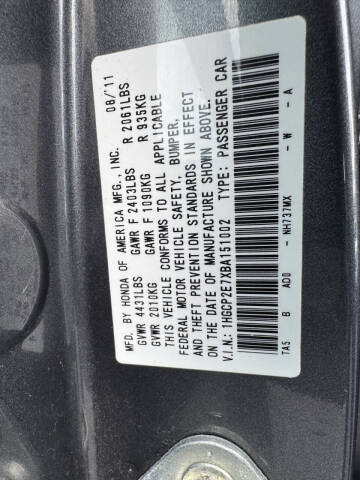 MFD. BY HONDA OF AMERICA MFG., INC. 08/'11
GVWR 4431LBS GAWR F 2403LBS R 2061LBS
GVWR 2010KG GAWR F 1090KG R 935KG
THIS VEHICLE CONFORMS TO ALL APPLICABLE
FEDERAL MOTOR VEHICLE SAFETY, BUMPER,
AND THEFT PREVENTION STANDARDS IN EFFECT
ON THE DATE OF MANUFACTURE SHOWN ABOVE.
V.I.N.: 1HGCP2E7XBA151002 TYPE: PASSENGER CAR
TA5 B AD0 - NH737MX - W - A